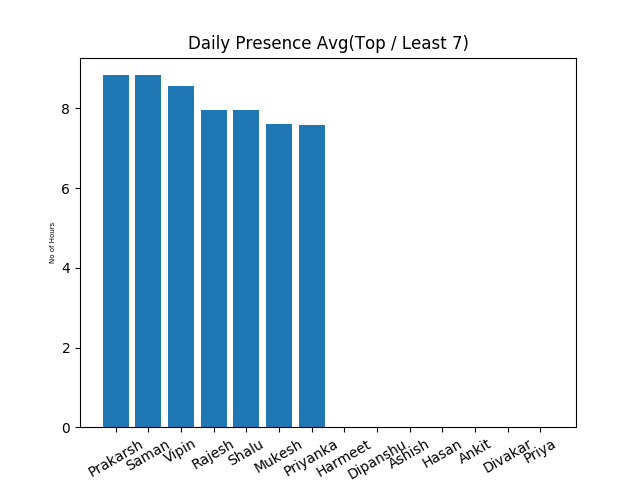 Daily Presence Avg(Top / Least 7)
No of Hours
8
6
4
2
0
Prakarsh
Saman
Vipin
Rajesh
Shalu
Mukesh
Priyanka
Harmeet
Dipanshu
Ashish
Hasan
Ankit
Divakar
Priya